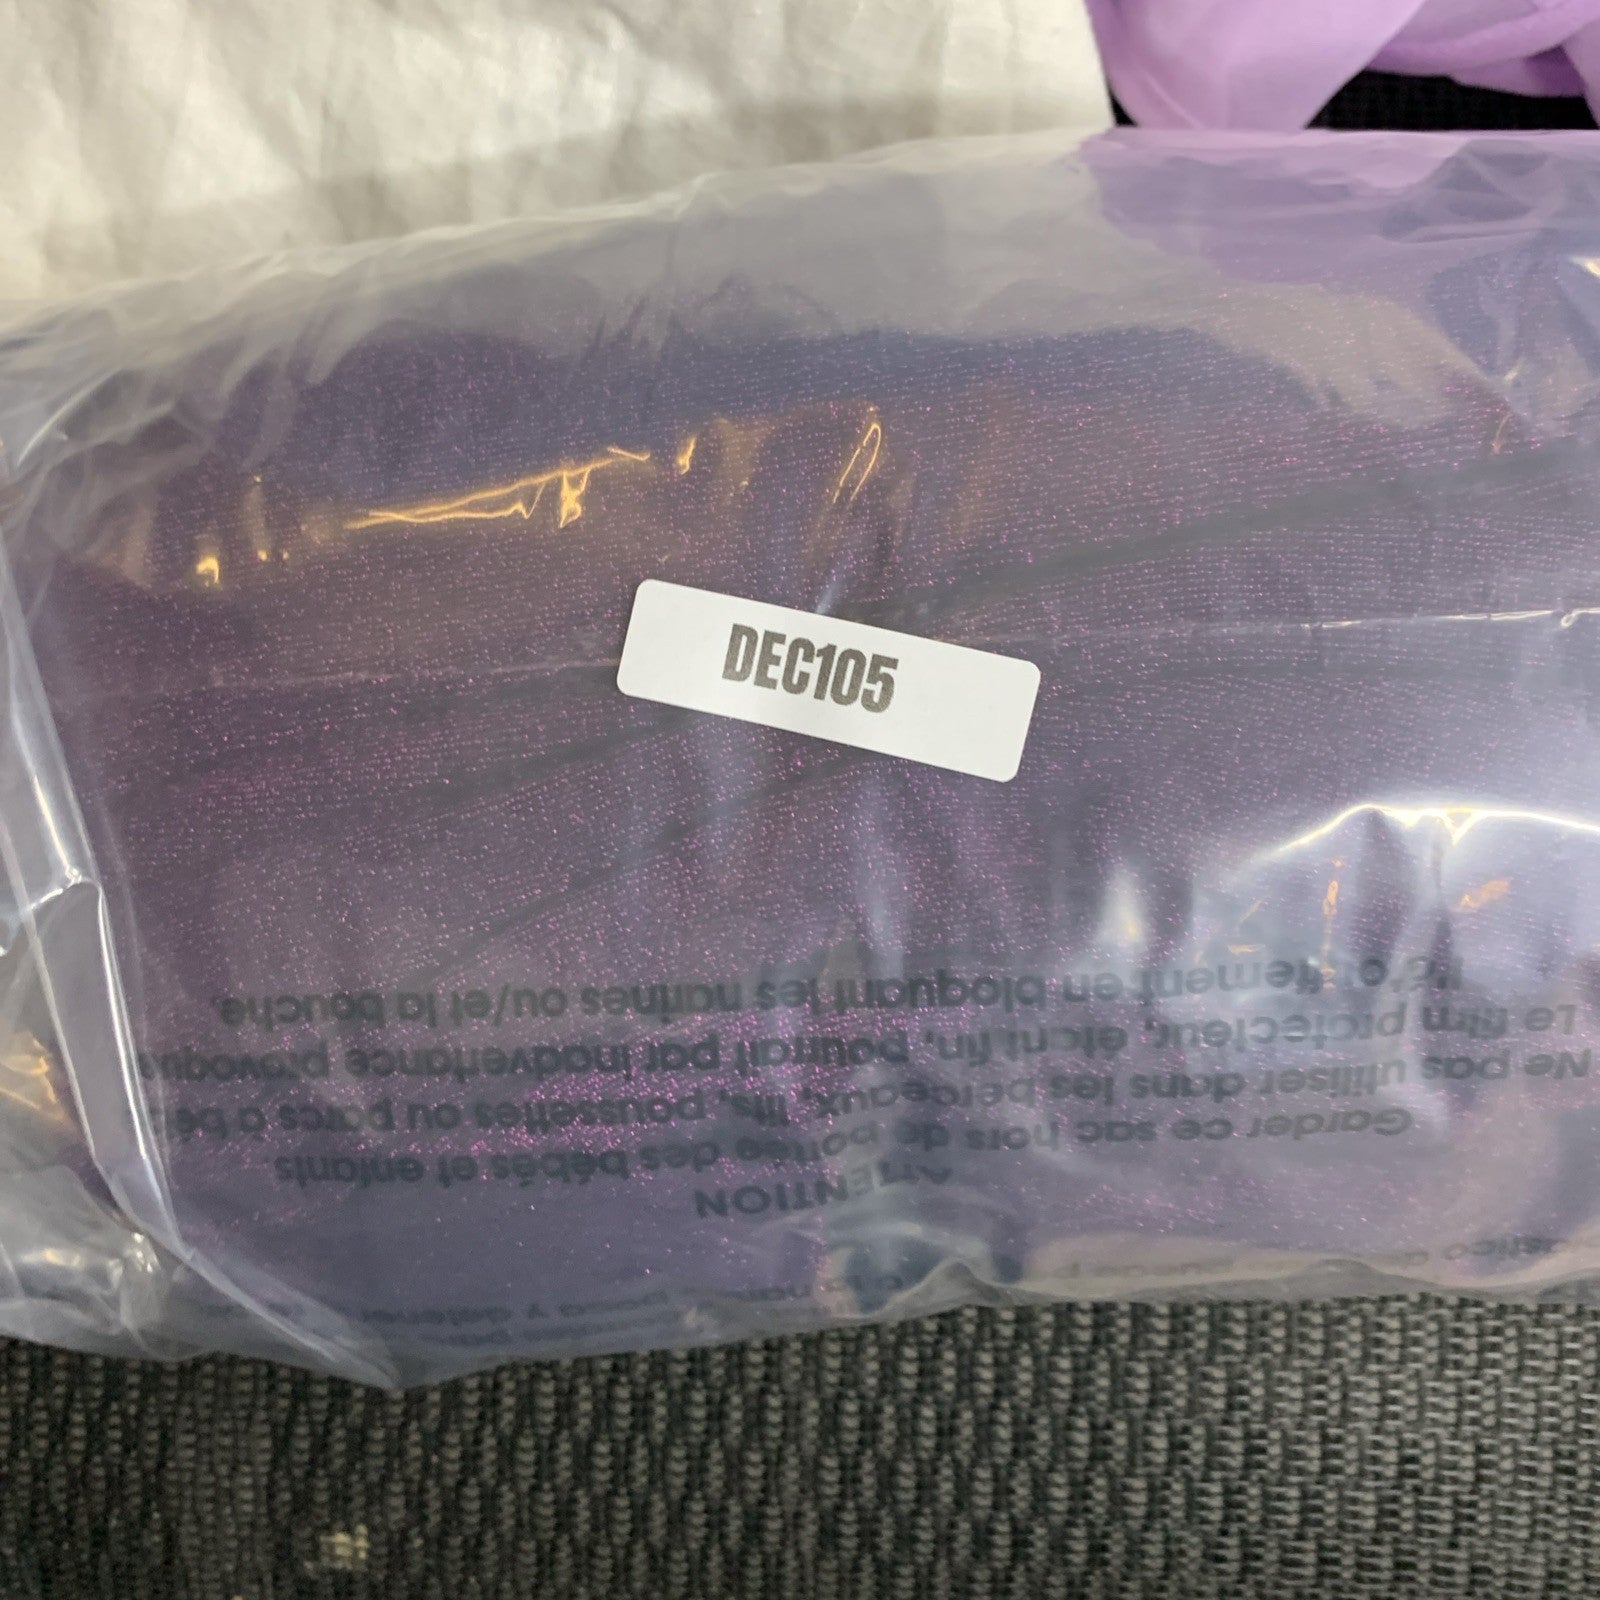 DEC105
ATTENTION
Garder ce sac hors de portée des bébés et enfants.
Ne pas utiliser dans les berceaux, lits, poussettes ou parcs à bé
Le film protecteur, étant fin, pourrait par inadvertance provoqu
l'étouffement en bloquant les narines ou/et la bouche.